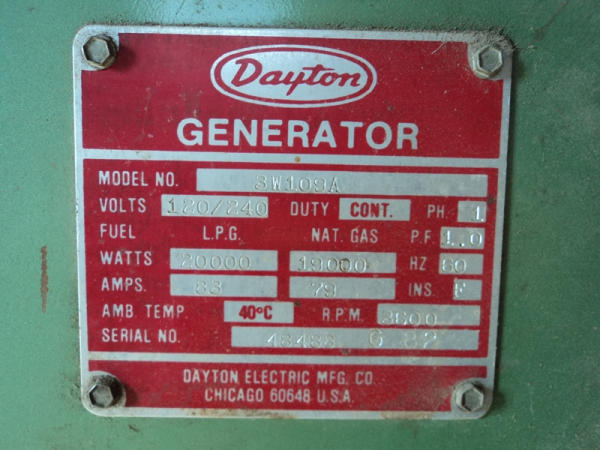 Dayton
GENERATOR
MODEL NO. 3W109A
VOLTS 120/240 DUTY CONT. PH. 1
FUEL L.P.G. NAT. GAS P.F. 1.0
WATTS 20000 19000 HZ 60
AMPS. 83 79 INS. F
AMB. TEMP. 40°C R.P.M. 3600
SERIAL NO. 6 82
DAYTON ELECTRIC MFG. CO.
CHICAGO 60648 U.S.A.